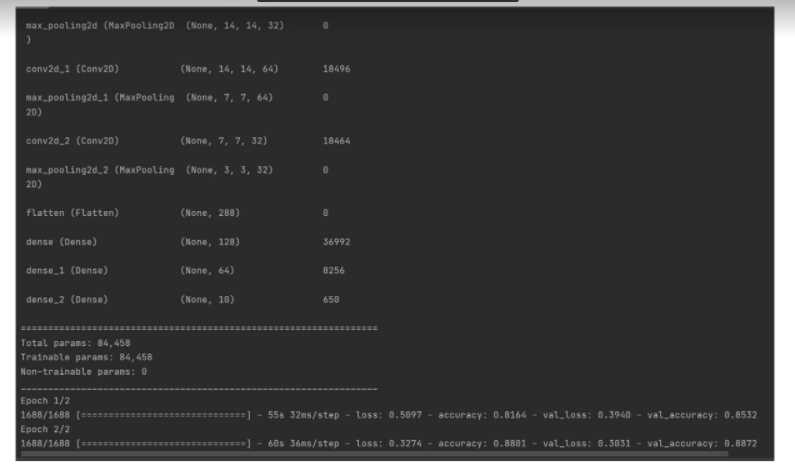 max_pooling2d (MaxPooling2D (None, 14, 14, 32) 0
)
conv2d_1 (Conv2D) (None, 14, 14, 64) 18496
max_pooling2d_1 (MaxPooling (None, 7, 7, 64) 0
2D)
conv2d_2 (Conv2D) (None, 7, 7, 32) 18464
max_pooling2d_2 (MaxPooling (None, 3, 3, 32) 0
2D)
flatten (Flatten) (None, 288) 0
dense (Dense) (None, 128) 36992
dense_1 (Dense) (None, 64) 8256
dense_2 (Dense) (None, 10) 650
=================================================================
Total params: 84,458
Trainable params: 84,458
Non-trainable params: 0
_________________________________________________________________
Epoch 1/2
1688/1688 [==============================] - 55s 32ms/step - loss: 0.5097 - accuracy: 0.8164 - val_loss: 0.3940 - val_accuracy: 0.8532
Epoch 2/2
1688/1688 [==============================] - 60s 36ms/step - loss: 0.3274 - accuracy: 0.8801 - val_loss: 0.3031 - val_accuracy: 0.8872